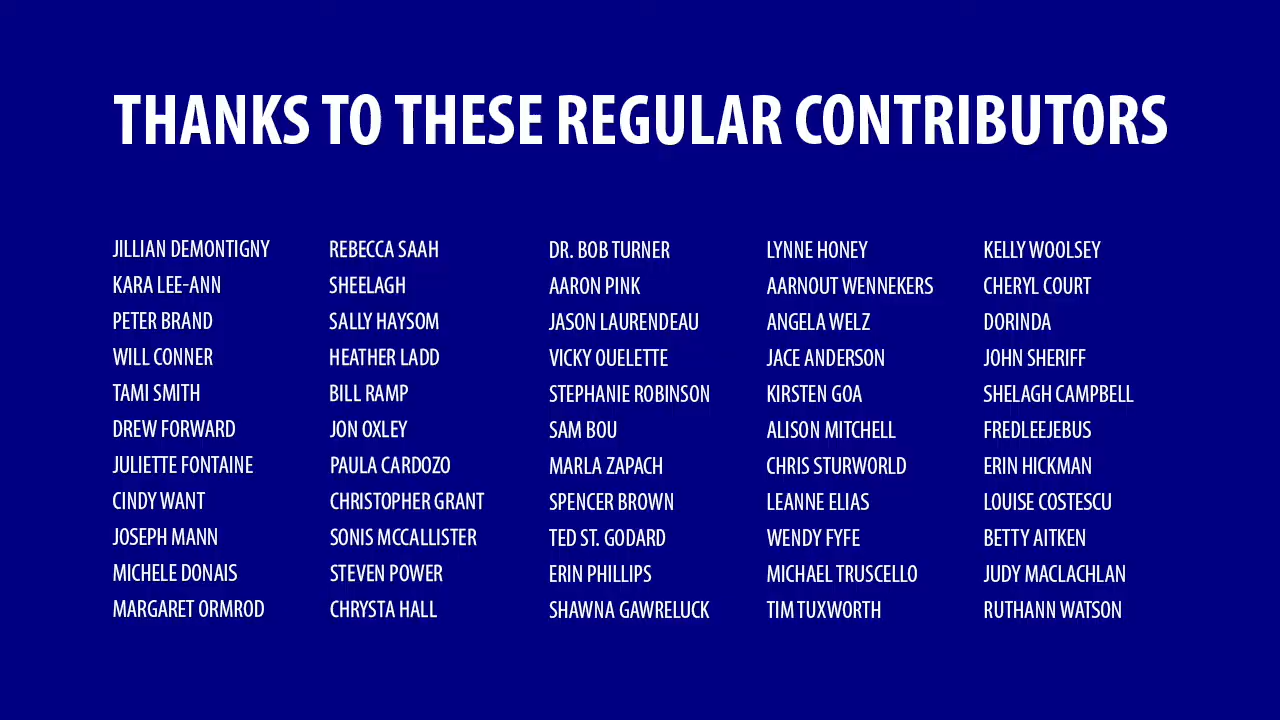 THANKS TO THESE REGULAR CONTRIBUTORS
JILLIAN DEMONTIGNY
KARA LEE-ANN
PETER BRAND
WILL CONNER
TAMI SMITH
DREW FORWARD
JULIETTE FONTAINE
CINDY WANT
JOSEPH MANN
MICHELE DONAIS
MARGARET ORMROD
REBECCA SAAH
SHEELAGH
SALLY HAYSOM
HEATHER LADD
BILL RAMP
JON OXLEY
PAULA CARDOZO
CHRISTOPHER GRANT
SONIS MCCALLISTER
STEVEN POWER
CHRYSTA HALL
DR. BOB TURNER
AARON PINK
JASON LAURENDEAU
VICKY OUELETTE
STEPHANIE ROBINSON
SAM BOU
MARLA ZAPACH
SPENCER BROWN
TED ST. GODARD
ERIN PHILLIPS
SHAWNA GAWRELUCK
LYNNE HONEY
AARNOUT WENNEKERS
ANGELA WELZ
JACE ANDERSON
KIRSTEN GOA
ALISON MITCHELL
CHRIS STURWORLD
LEANNE ELIAS
WENDY FYFE
MICHAEL TRUSCELLO
TIM TUXWORTH
KELLY WOOLSEY
CHERYL COURT
DORINDA
JOHN SHERIFF
SHELAGH CAMPBELL
FREDLEEJEBUS
ERIN HICKMAN
LOUISE COSTESCU
BETTY AITKEN
JUDY MACLACHLAN
RUTHANN WATSON